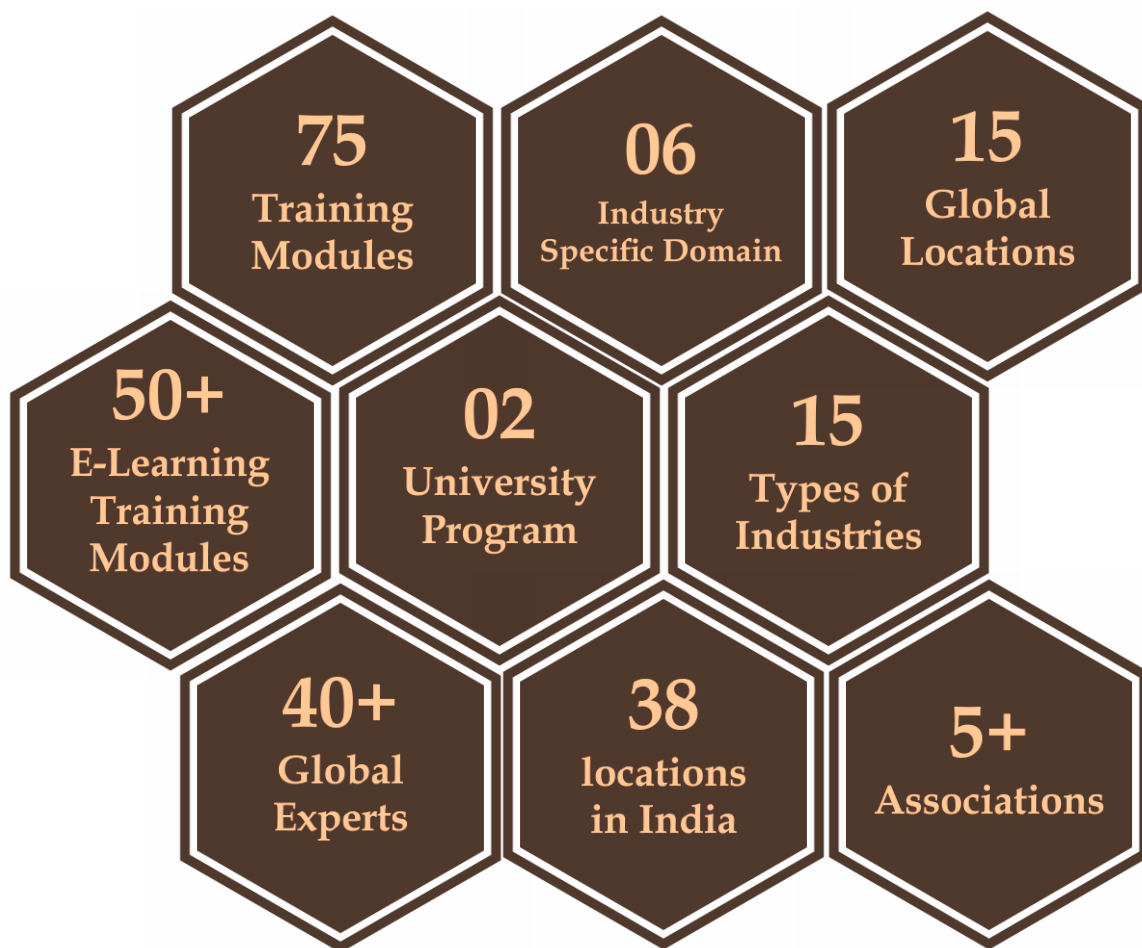 75
Training
Modules
06
Industry
Specific Domain
15
Global
Locations
50+
E-Learning
Training
Modules
02
University
Program
15
Types of
Industries
40+
Global
Experts
38
locations
in India
5+
Associations